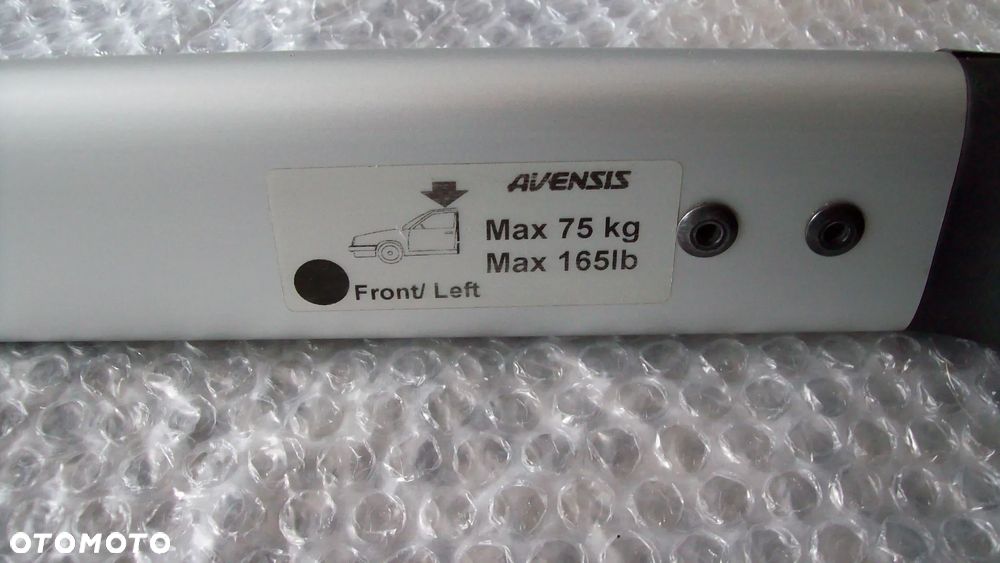 AVENSIS
Max 75 kg
Max 165lb
Front/ Left
OTOMOTO